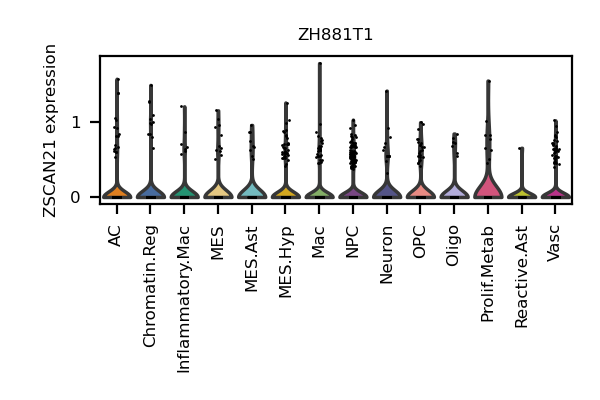 ZH881T1
ZSCAN21 expression
1
0
AC
Chromatin.Reg
Inflammatory.Mac
MES
MES.Ast
MES.Hyp
Mac
NPC
Neuron
OPC
Oligo
Prolif.Metab
Reactive.Ast
Vasc